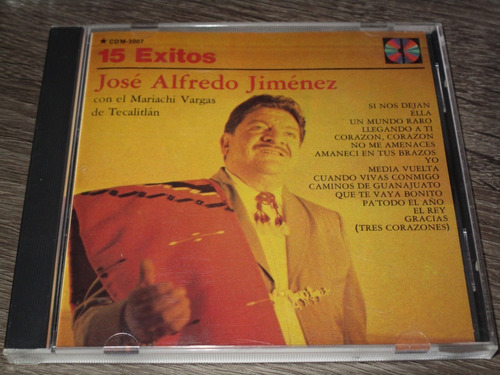 ★ CDM-3007
15 Exitos
José Alfredo Jiménez
con el Mariachi Vargas
de Tecalitlán
SI NOS DEJAN
ELLA
UN MUNDO RARO
LLEGANDO A TI
CORAZON, CORAZON
NO ME AMENACES
AMANECI EN TUS BRAZOS
YO
MEDIA VUELTA
CUANDO VIVAS CONMIGO
CAMINOS DE GUANAJUATO
QUE TE VAYA BONITO
PA'TODO EL AÑO
EL REY
GRACIAS
(TRES CORAZONES)